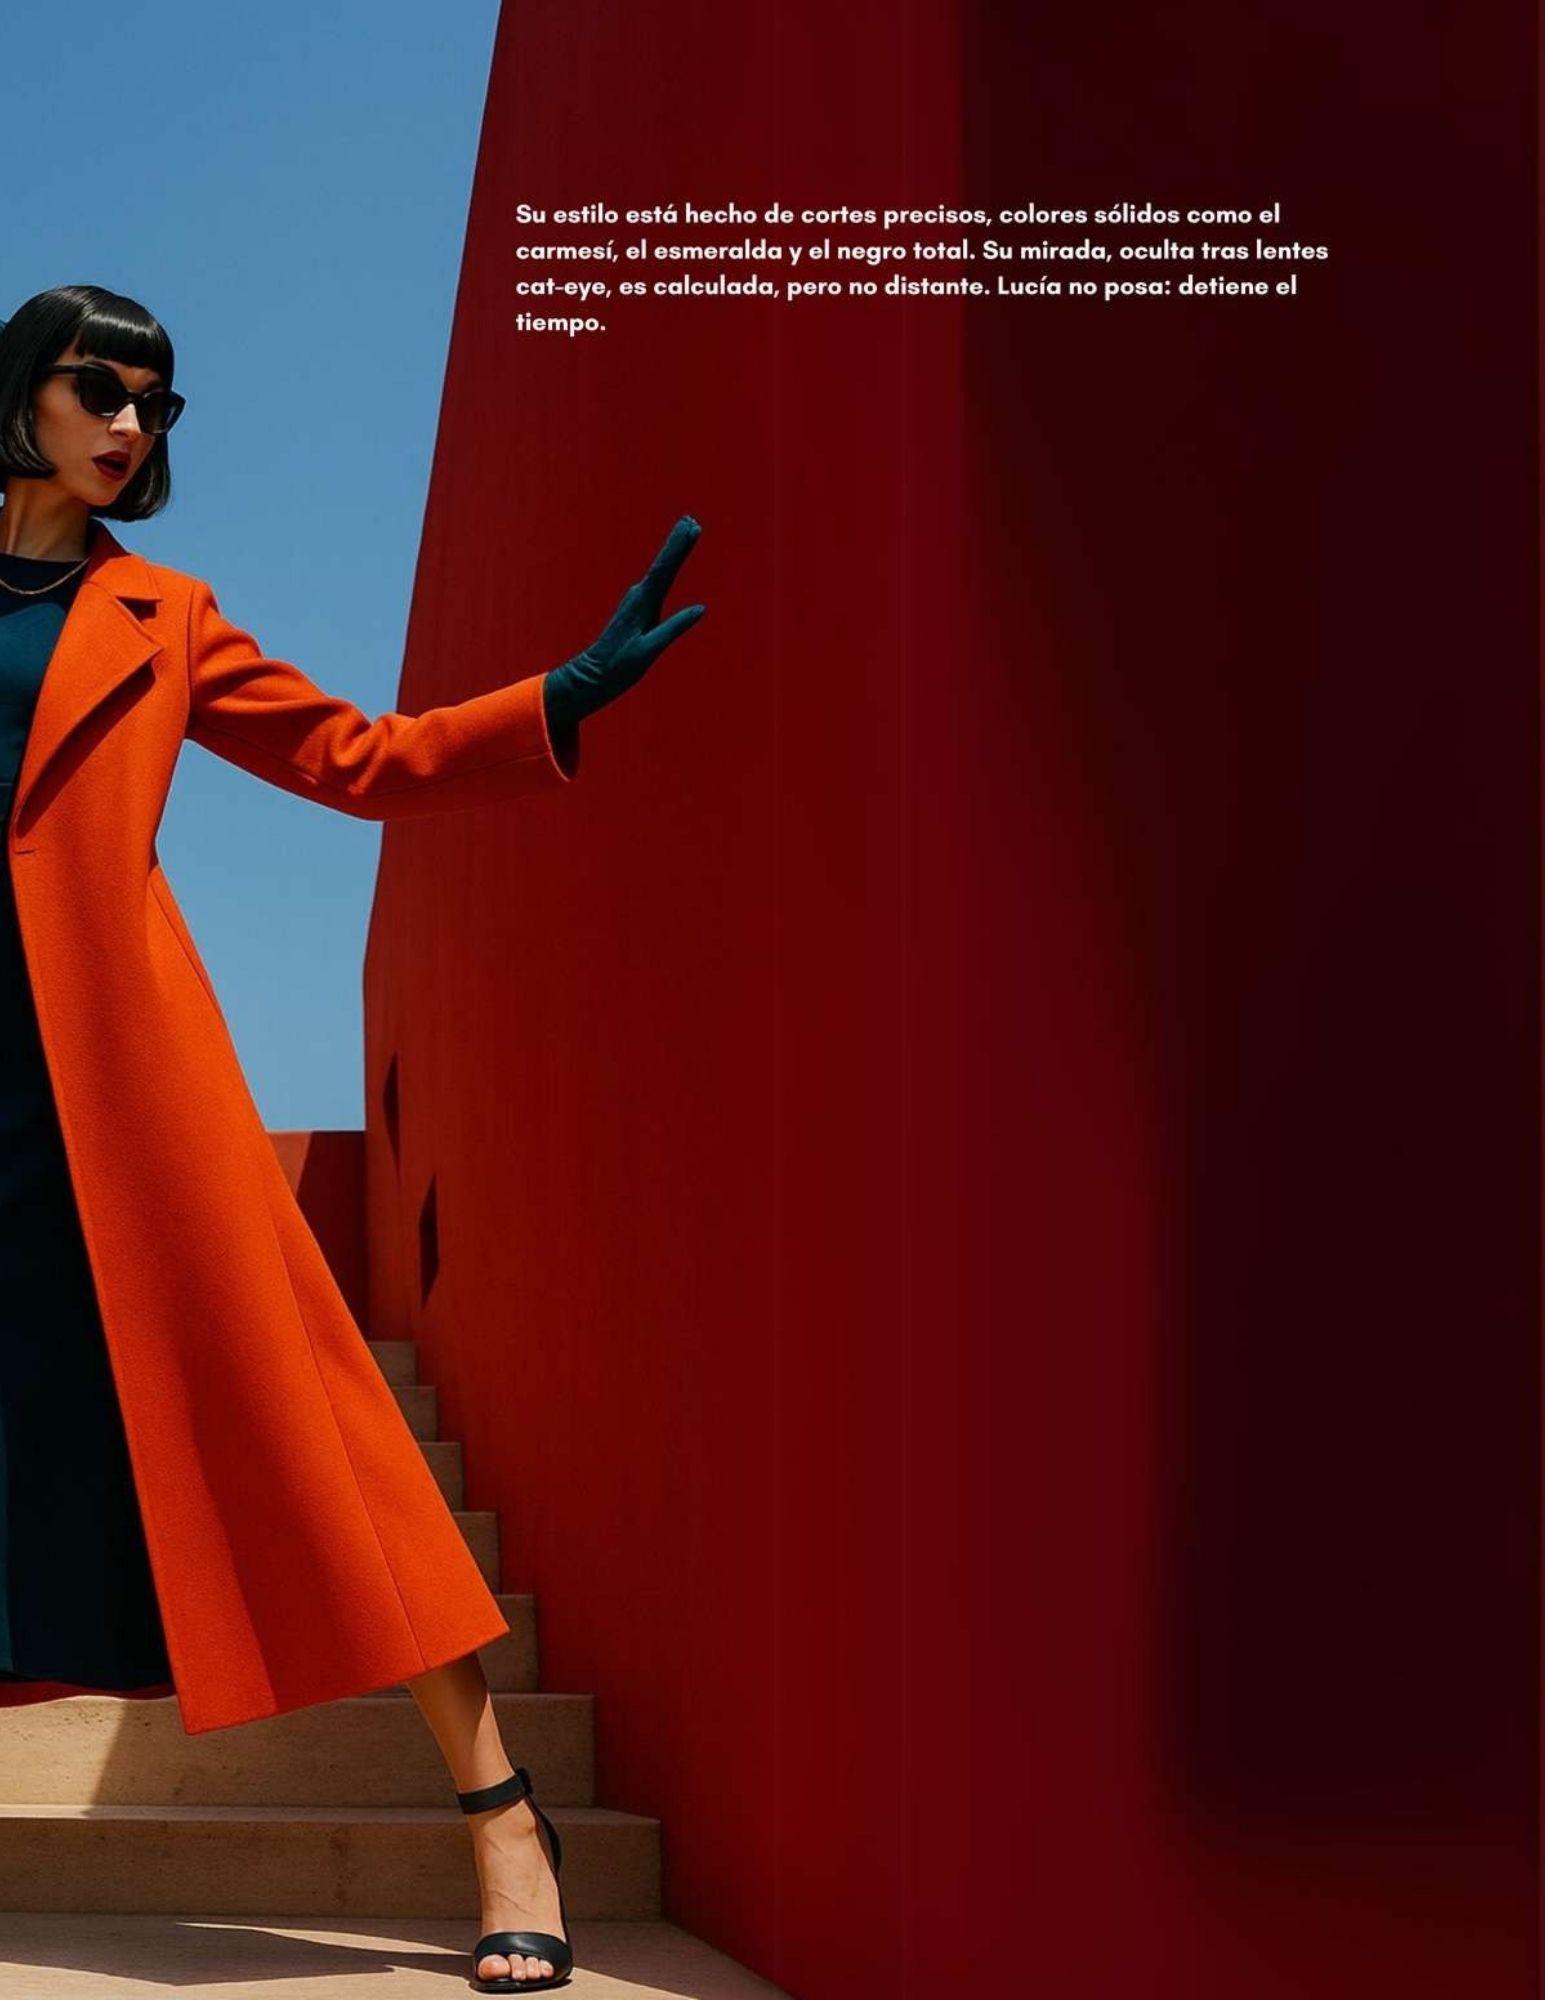 Su estilo está hecho de cortes precisos, colores sólidos como el
carmesí, el esmeralda y el negro total. Su mirada, oculta tras lentes
cat-eye, es calculada, pero no distante. Lucía no posa: detiene el
tiempo.